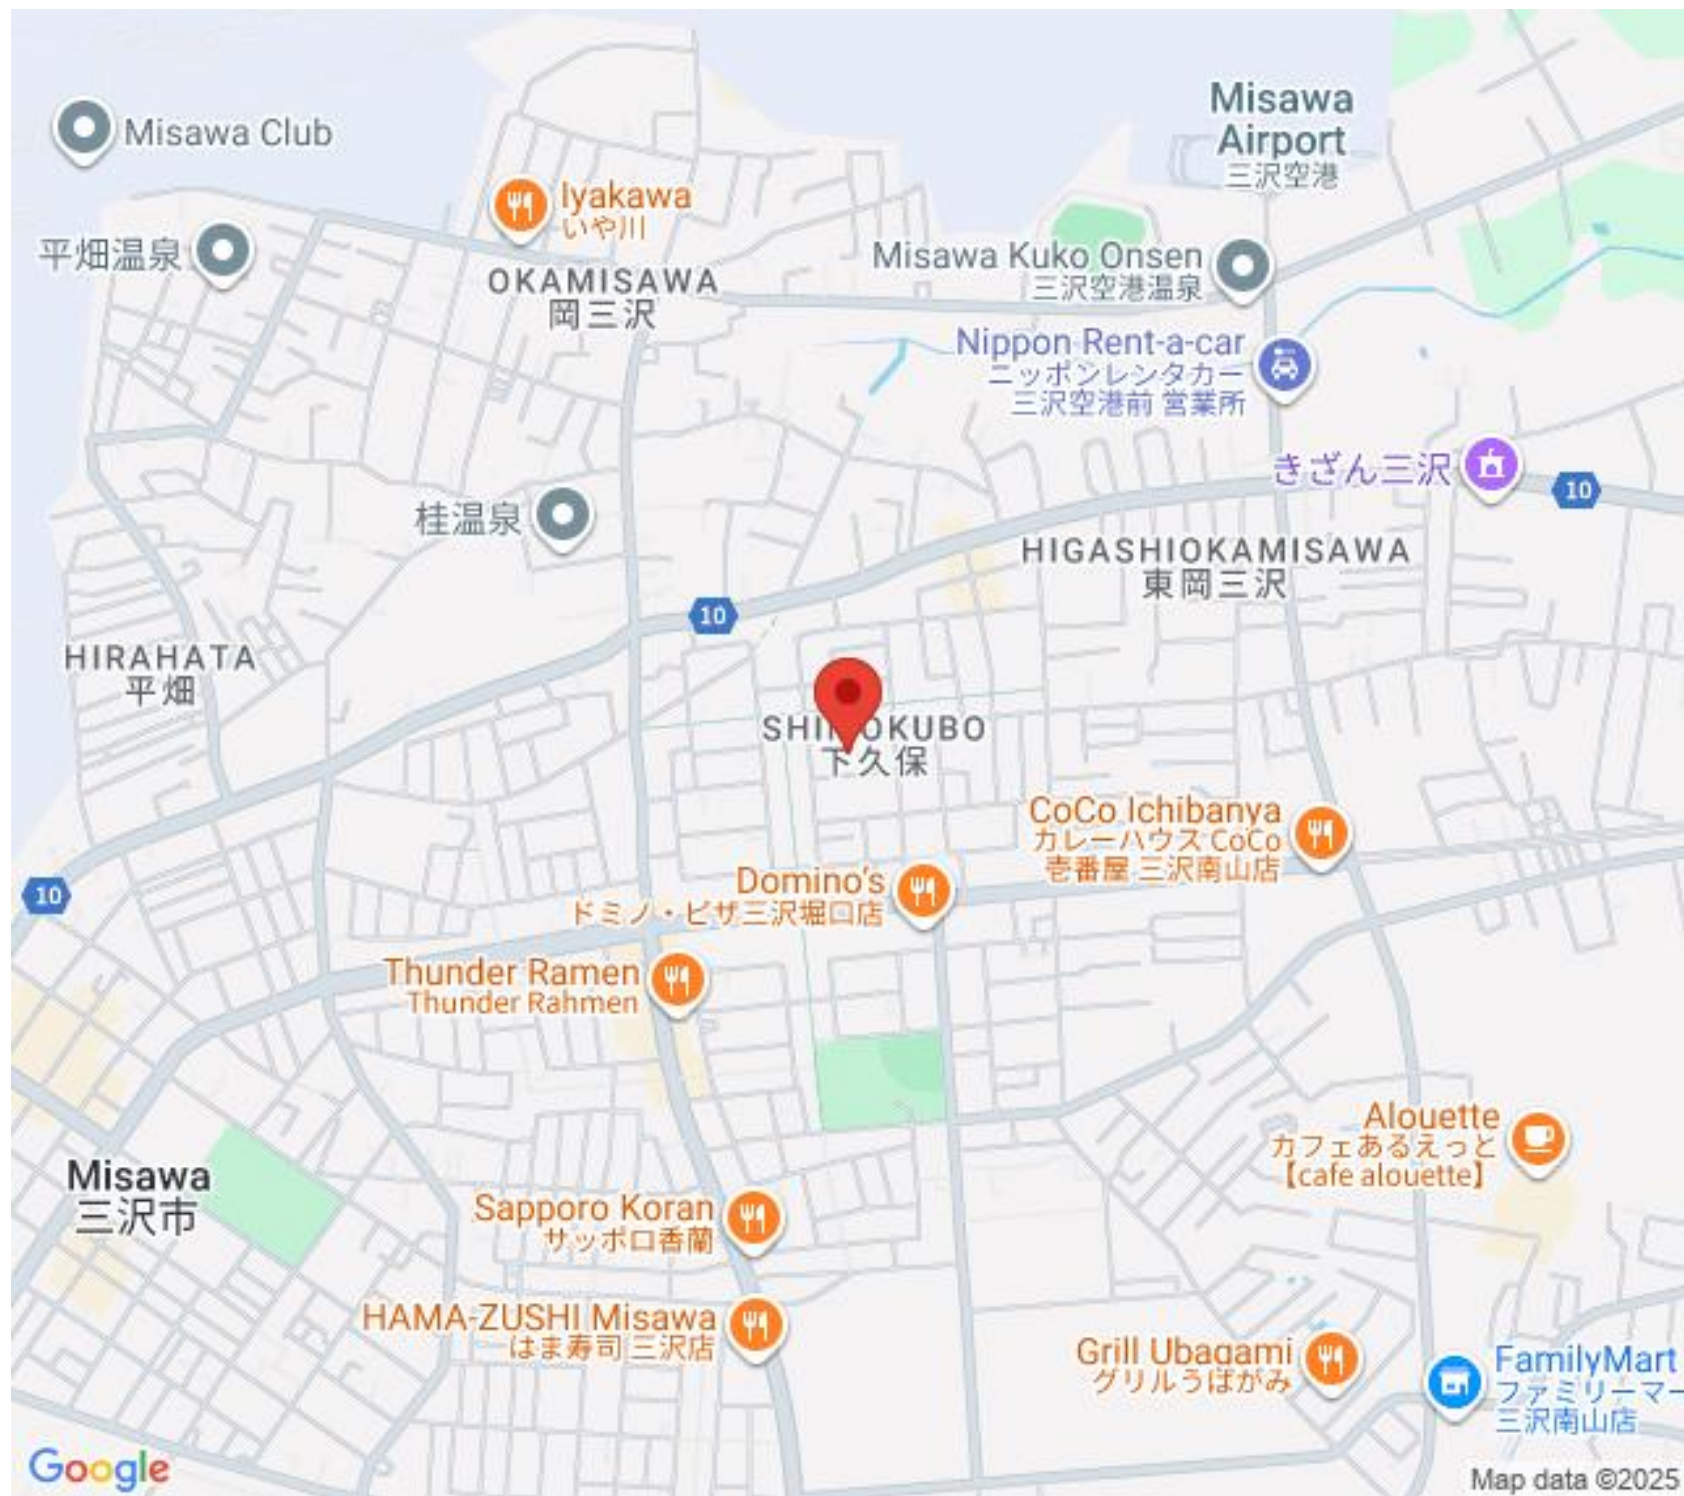 Misawa Club
Misawa
Airport
三沢空港
Iyakawa
いや川
平畑温泉
Misawa Kuko Onsen
三沢空港温泉
OKAMISAWA
岡三沢
Nippon Rent-a-car
ニッポンレンタカー
三沢空港前 営業所
きざん三沢
10
桂温泉
HIGASHIOKAMISAWA
東岡三沢
10
HIRAHATA
平畑
下久保
CoCo Ichibanya
カレーハウス CoCo
壱番屋 三沢南山店
Domino's
ドミノ・ピザ三沢堀口店
10
Thunder Ramen
Thunder Rahmen
Alouette
カフェあるえっと
【cafe alouette】
Misawa
三沢市
Sapporo Koran
サッポロ香蘭
HAMA-ZUSHI Misawa
はま寿司 三沢店
Grill Ubagami
グリルうばがみ
FamilyMart
ファミリーマー
三沢南山店
Google
Map data ©2025